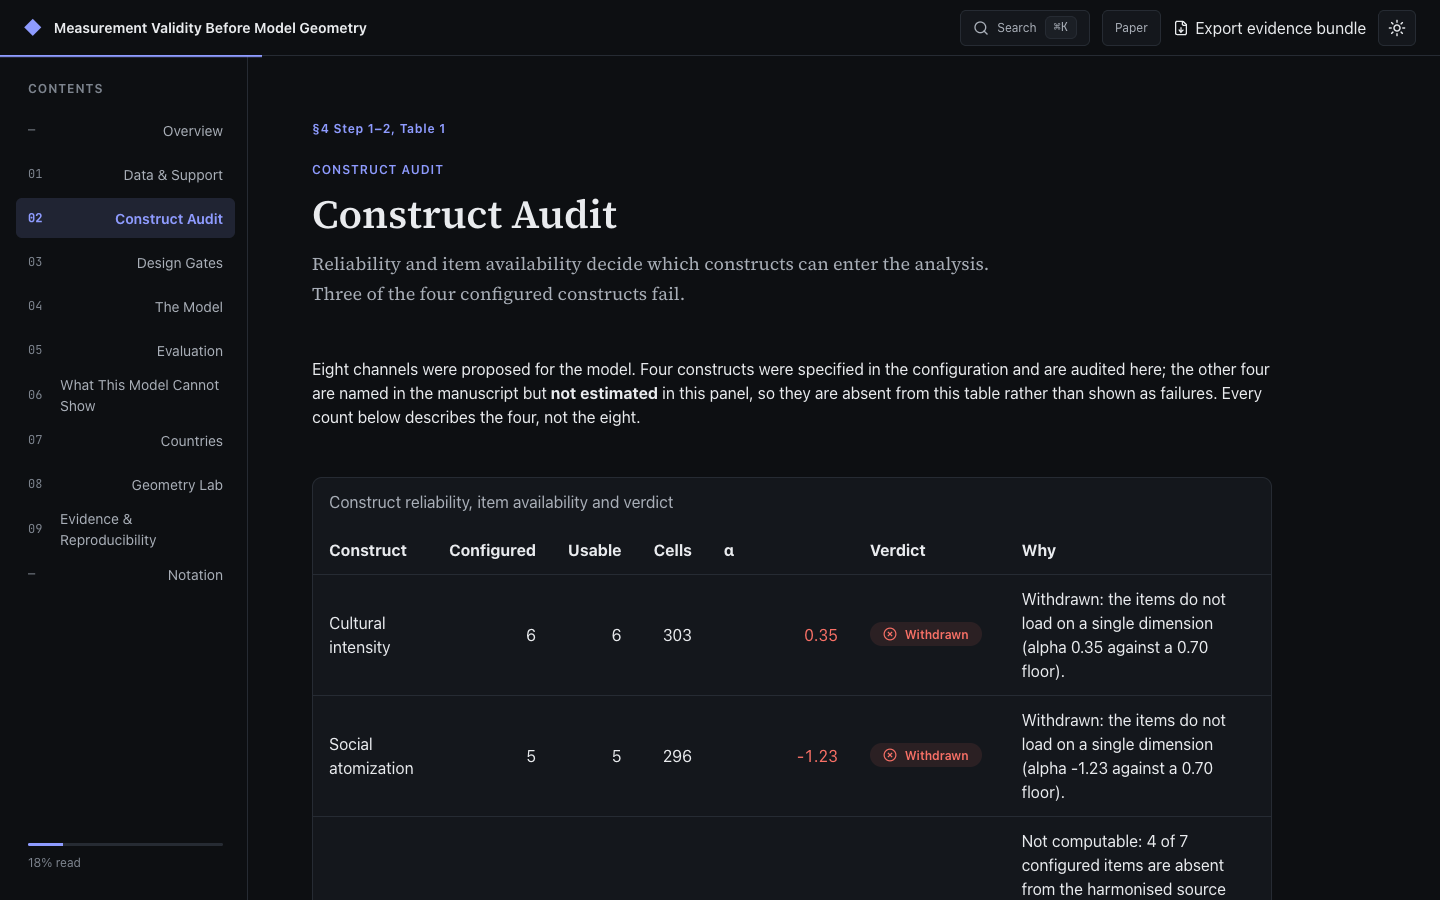 Measurement Validity Before Model Geometry
Search ⌘K
Paper
Export evidence bundle
CONTENTS
— Overview
01 Data & Support
02 Construct Audit
03 Design Gates
04 The Model
05 Evaluation
06 What This Model Cannot
Show
07 Countries
08 Geometry Lab
09 Evidence &
Reproducibility
— Notation
18% read
§4 Step 1–2, Table 1
CONSTRUCT AUDIT
Construct Audit
Reliability and item availability decide which constructs can enter the analysis.
Three of the four configured constructs fail.
Eight channels were proposed for the model. Four constructs were specified in the configuration and are audited here; the other four
are named in the manuscript but not estimated in this panel, so they are absent from this table rather than shown as failures. Every
count below describes the four, not the eight.
Construct reliability, item availability and verdict
Construct Configured Usable Cells α Verdict Why
Cultural
intensity
6 6 303 0.35 Withdrawn
Withdrawn: the items do not
load on a single dimension
(alpha 0.35 against a 0.70
floor).
Social
atomization
5 5 296 -1.23 Withdrawn
Withdrawn: the items do not
load on a single dimension
(alpha -1.23 against a 0.70
floor).
Not computable: 4 of 7
configured items are absent
from the harmonised source